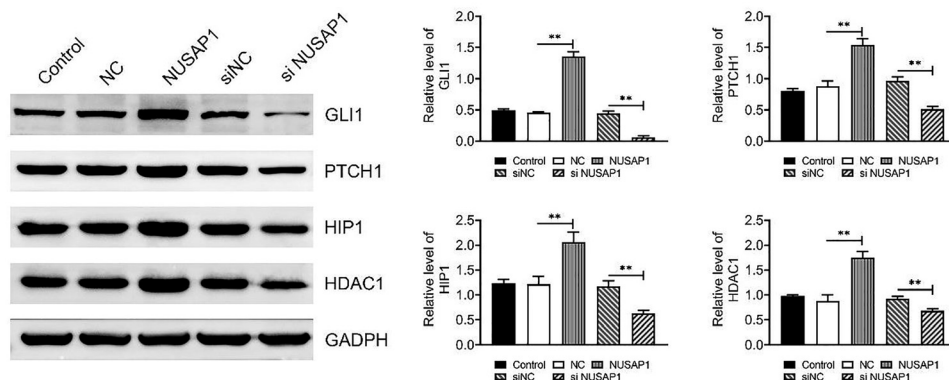 Control NC NUSAP1 siNC si NUSAP1
GLI1
PTCH1
HIP1
HDAC1
GADPH
Relative level of
GLI1
2.0
1.5
1.0
0.5
0.0
**
**
Control NC NUSAP1
siNC si NUSAP1
Relative level of
PTCH1
2.0
1.5
1.0
0.5
0.0
**
**
Control NC NUSAP1
siNC si NUSAP1
Relative level of
HIP1
2.5
2.0
1.5
1.0
0.5
0.0
**
**
Control NC NUSAP1
siNC si NUSAP1
Relative level of
HDAC1
2.5
2.0
1.5
1.0
0.5
0.0
**
**
Control NC NUSAP1
siNC si NUSAP1